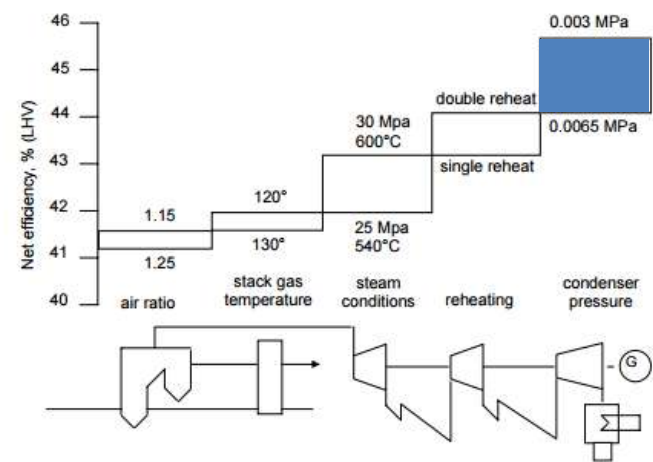 Net efficiency, % (LHV)
46
45
44
43
42
41
40
0.003 MPa
double reheat
0.0065 MPa
30 Mpa
600°C
single reheat
120°
1.15
25 Mpa
540°C
130°
1.25
air ratio
stack gas
temperature
steam
conditions
reheating
condenser
pressure
G